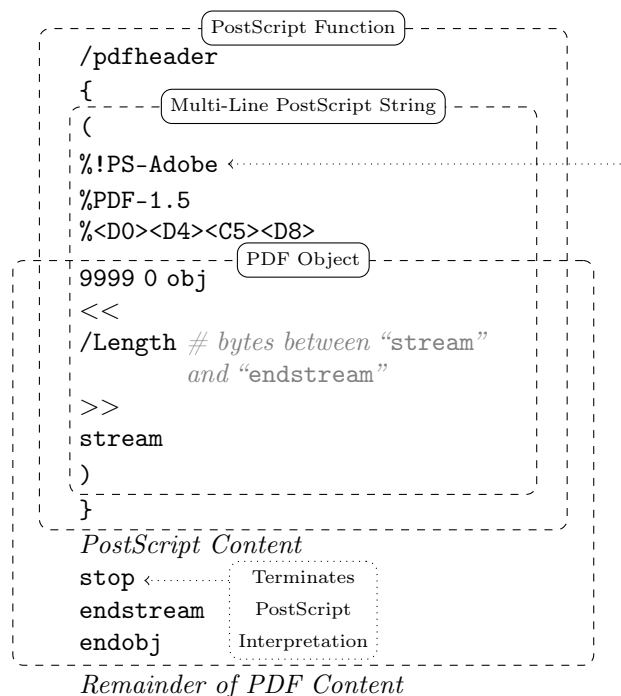 PostScript Function
/pdfheader
{
Multi-Line PostScript String
(
%!PS-Adobe
%PDF-1.5
%<D0><D4><C5><D8>
PDF Object
9999 0 obj
<<
/Length # bytes between “stream”
and “endstream”
>>
stream
)
}
PostScript Content
stop Terminates
endstream PostScript
endobj Interpretation
Remainder of PDF Content